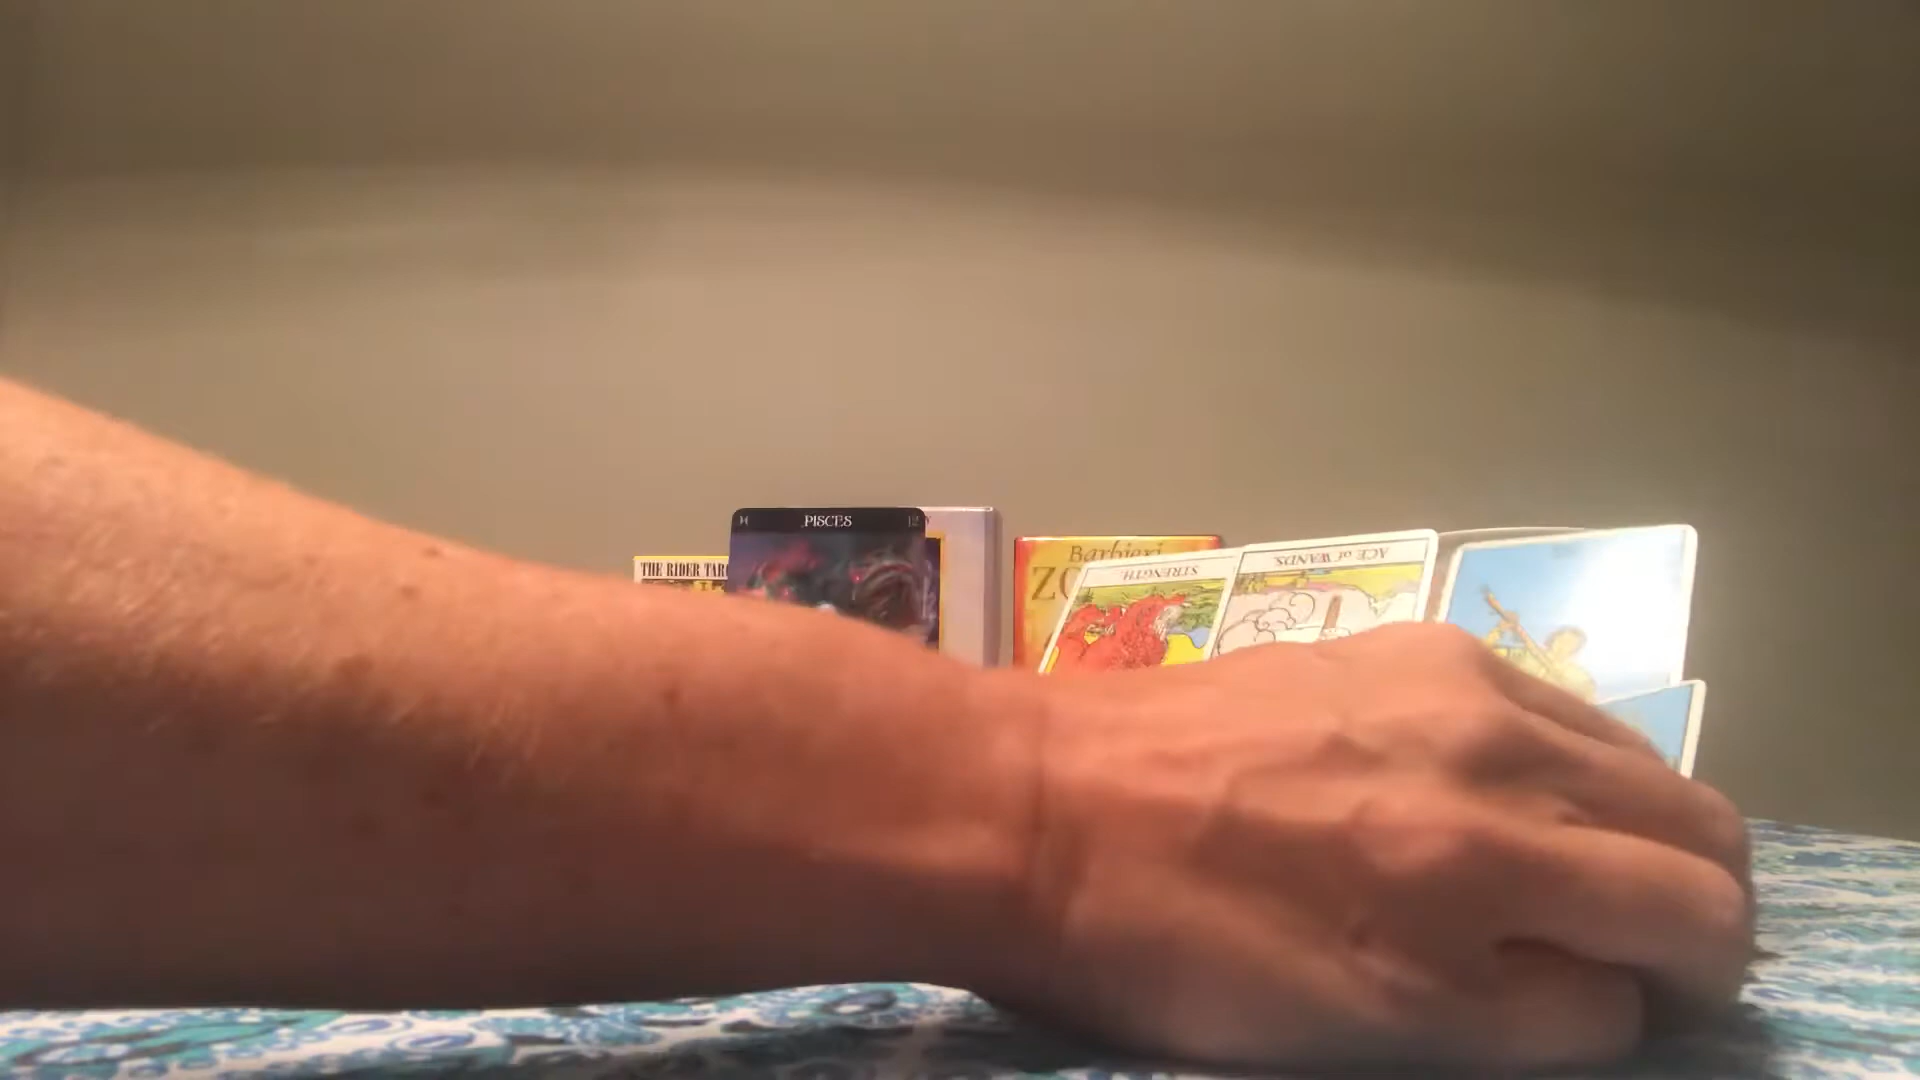 PISCES
12
THE RIDER TAR
Barbieri
ZO
STRENGTH.
ACE of WANDS.